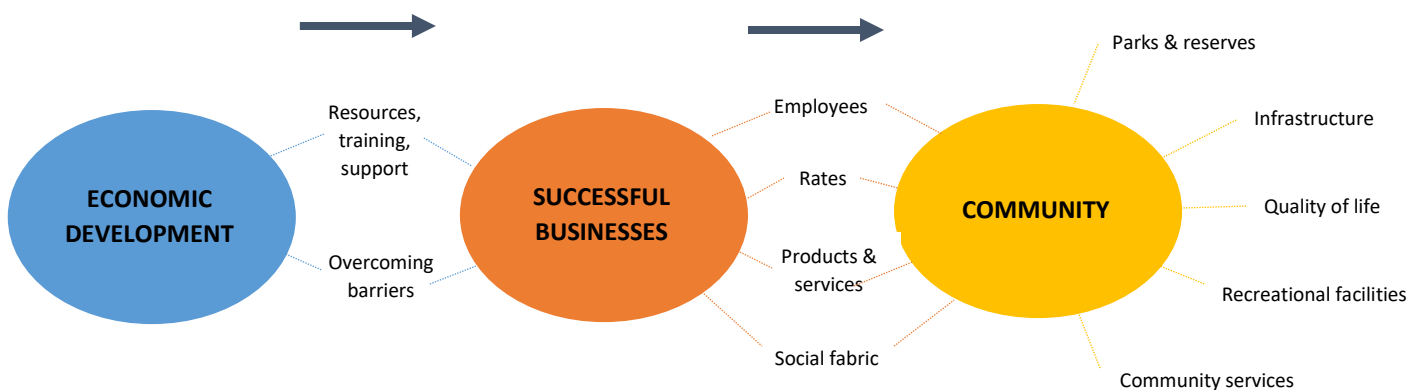 ECONOMIC
DEVELOPMENT
Resources,
training,
support
Overcoming
barriers
SUCCESSFUL
BUSINESSES
Employees
Rates
Products &
services
Social fabric
COMMUNITY
Parks & reserves
Infrastructure
Quality of life
Recreational facilities
Community services